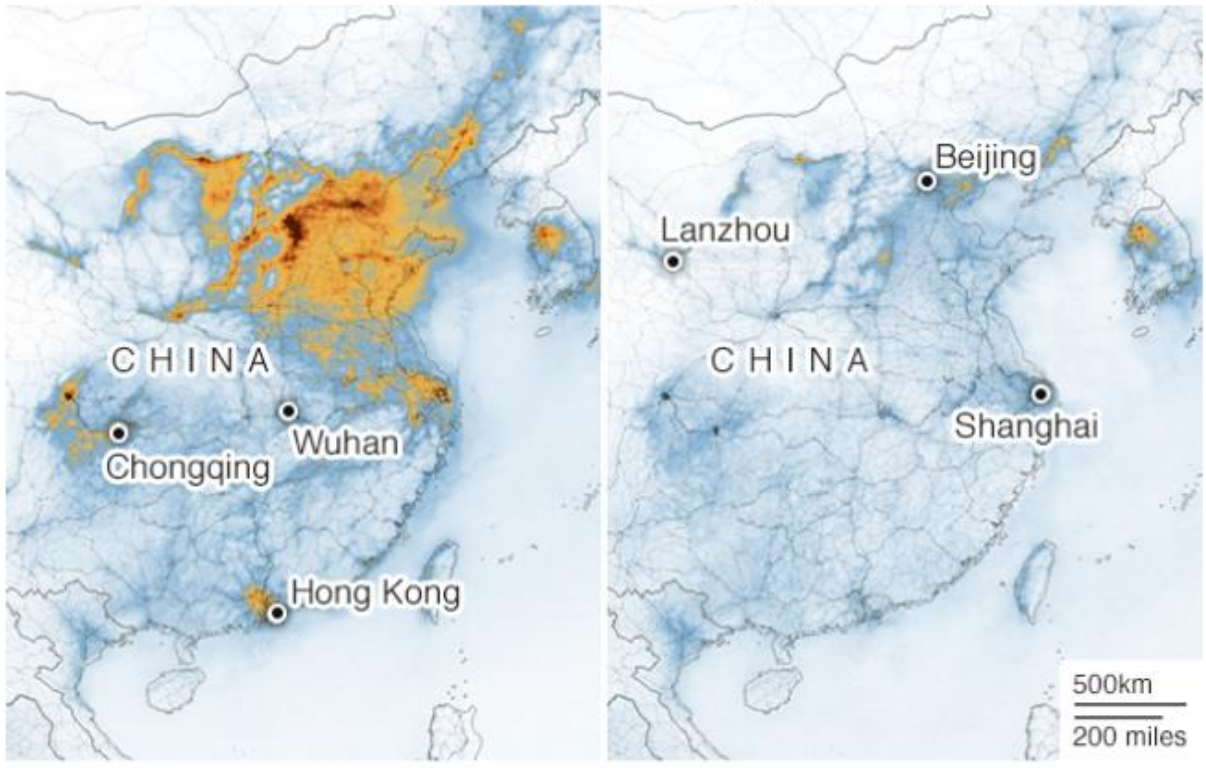 CHINA
Wuhan
Chongqing
Hong Kong
Beijing
Lanzhou
CHINA
Shanghai
500km
200 miles